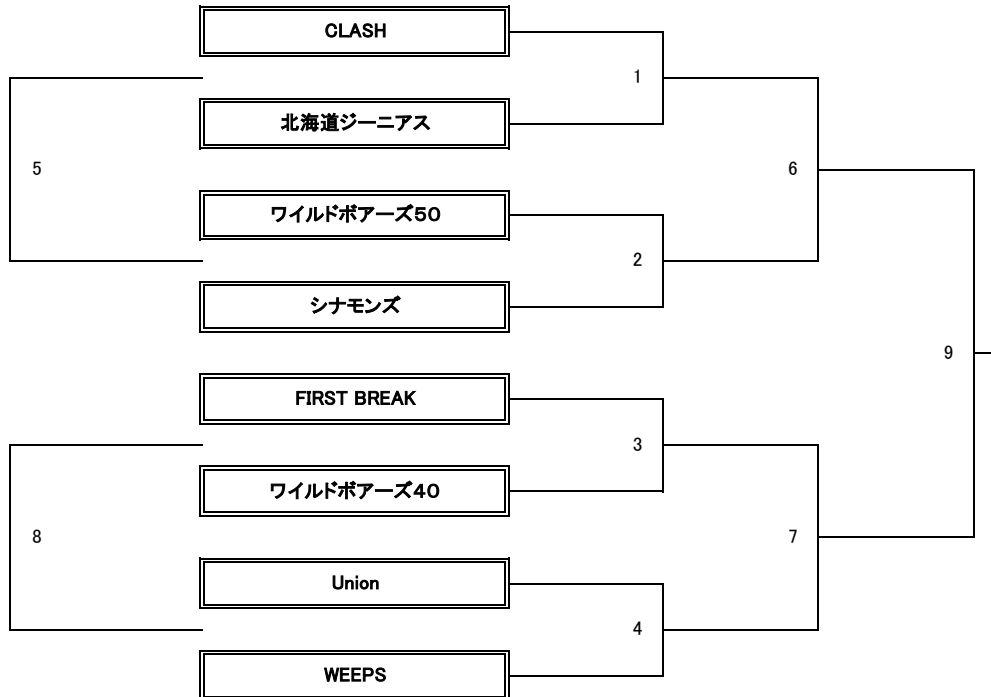 CLASH
1
北海道ジーニアス
5
6
ワイルドボアーズ50
2
シナモンズ
9
FIRST BREAK
3
ワイルドボアーズ40
8
7
Union
4
WEEPS